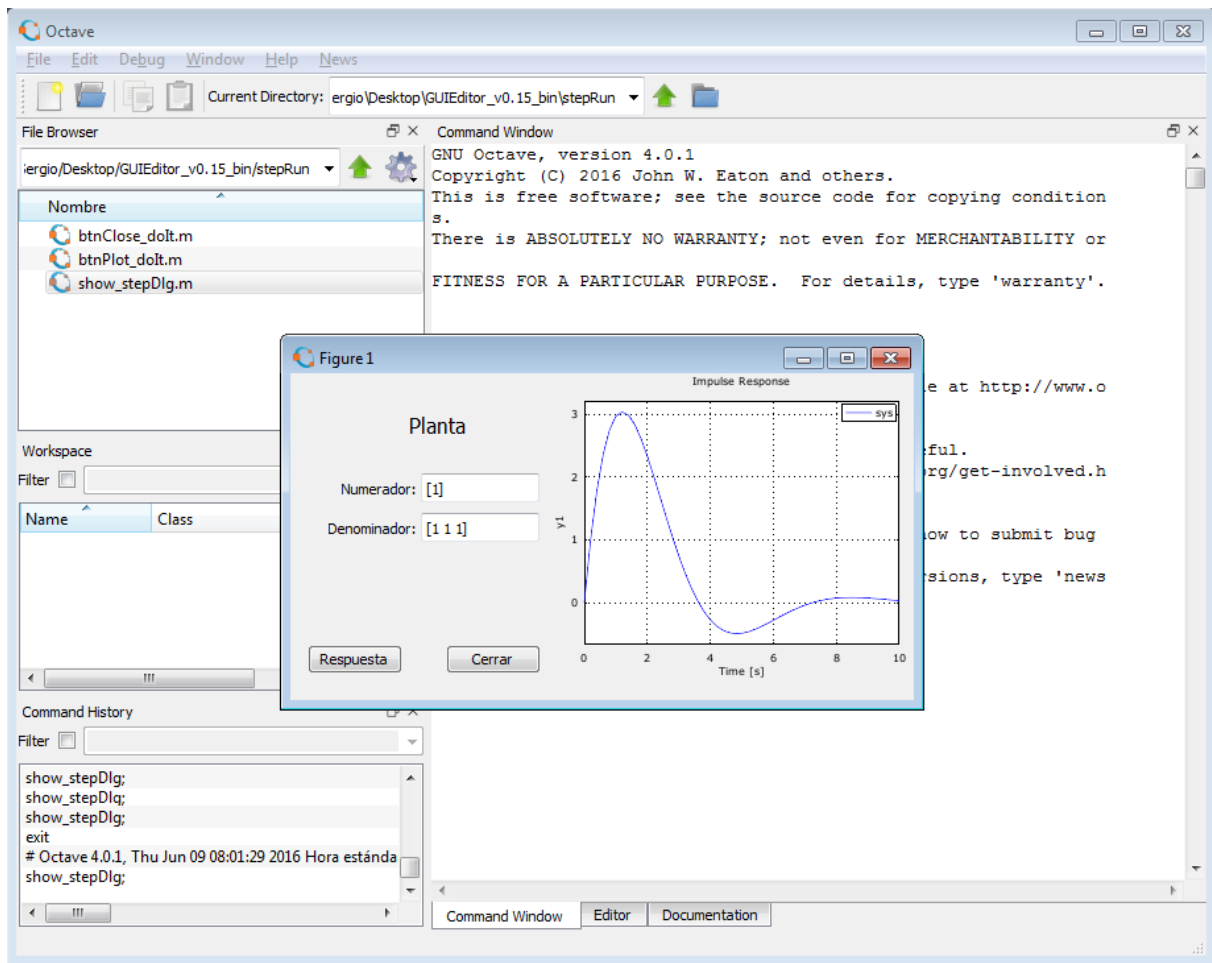 Octave
File Edit Debug Window Help News
Current Directory: ergio\Desktop\GUIEditor_v0.15_bin\stepRun
File Browser
ergio/Desktop/GUIEditor_v0.15_bin/stepRun
Nombre
btnClose_doIt.m
btnPlot_doIt.m
show_stepDlg.m
Workspace
Filter
Name Class
Command History
Filter
show_stepDlg;
show_stepDlg;
show_stepDlg;
exit
# Octave 4.0.1, Thu Jun 09 08:01:29 2016 Hora estánda
show_stepDlg;
Command Window
GNU Octave, version 4.0.1
Copyright (C) 2016 John W. Eaton and others.
This is free software; see the source code for copying condition
s.
There is ABSOLUTELY NO WARRANTY; not even for MERCHANTABILITY or
FITNESS FOR A PARTICULAR PURPOSE.  For details, type 'warranty'.
e at http://www.o
ful.
org/get-involved.h
ow to submit bug
rsions, type 'news
Command Window Editor Documentation
Figure 1
Planta
Numerador: [1]
Denominador: [1 1 1]
Respuesta Cerrar
Impulse Response
sys
y1
3
2
1
0
0 2 4 6 8 10
Time [s]